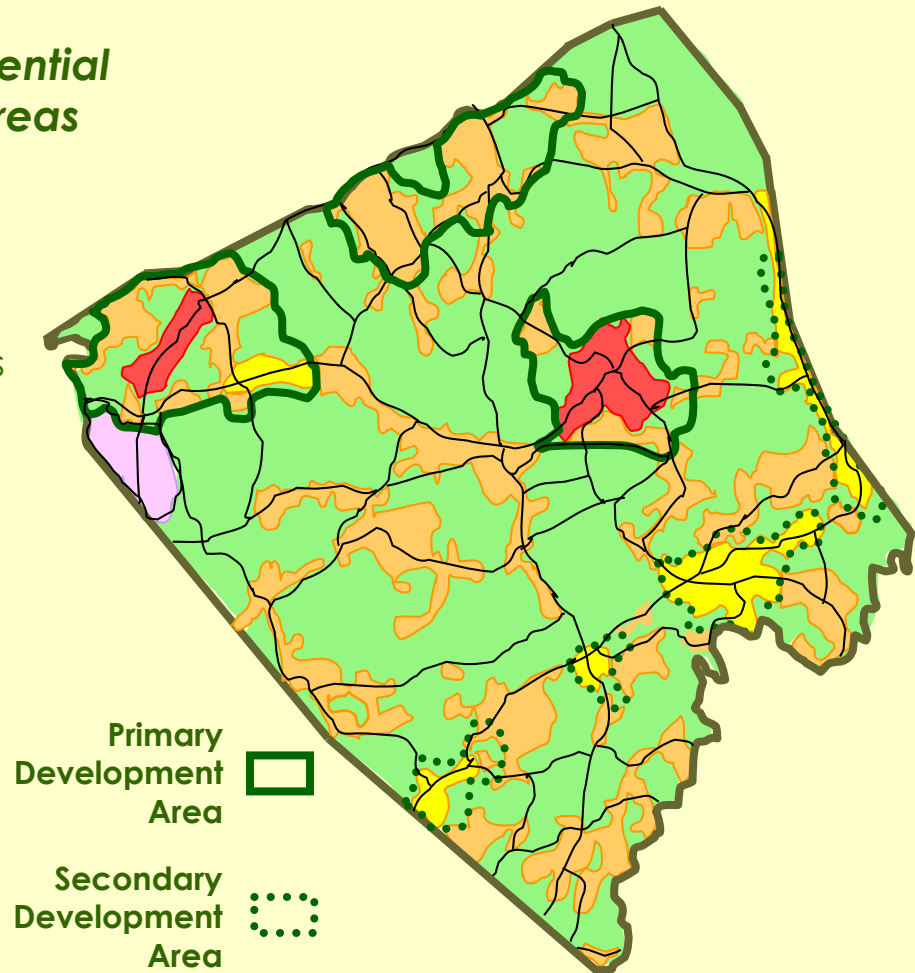 ential
reas
s
Primary
Development
Area
Secondary
Development
Area